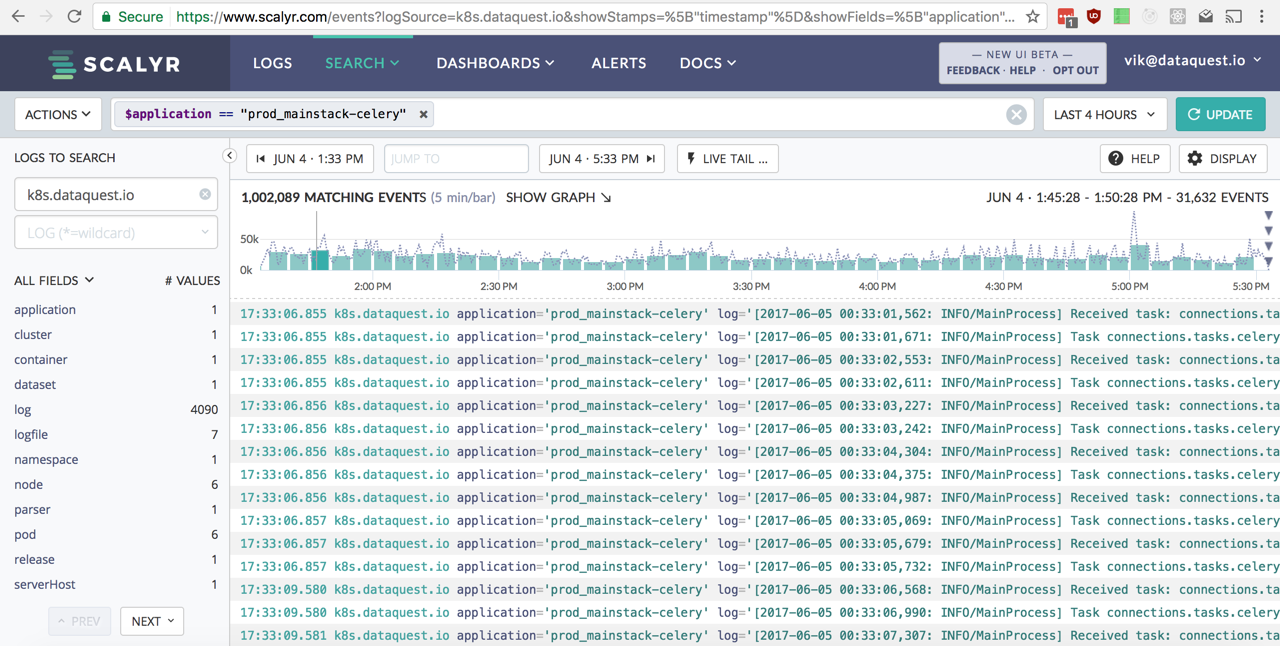 Secure https://www.scalyr.com/events?logSource=k8s.dataquest.io&showStamps=%5B"timestamp"%5D&showFields=%5B"application"... 1
SCALYR LOGS SEARCH DASHBOARDS ALERTS DOCS — NEW UI BETA — vik@dataquest.io
FEEDBACK · HELP · OPT OUT
ACTIONS $application == "prod_mainstack-celery" × LAST 4 HOURS UPDATE
LOGS TO SEARCH JUN 4 · 1:33 PM JUMP TO JUN 4 · 5:33 PM LIVE TAIL ... HELP DISPLAY
k8s.dataquest.io 1,002,089 MATCHING EVENTS (5 min/bar) SHOW GRAPH JUN 4 · 1:45:28 - 1:50:28 PM - 31,632 EVENTS
LOG (*=wildcard)
50k
0k
2:00 PM 2:30 PM 3:00 PM 3:30 PM 4:00 PM 4:30 PM 5:00 PM 5:30 PM
ALL FIELDS # VALUES
application 1
cluster 1
container 1
dataset 1
log 4090
logfile 7
namespace 1
node 6
parser 1
pod 6
release 1
serverHost 1
PREV NEXT
17:33:06.855 k8s.dataquest.io application='prod_mainstack-celery' log='[2017-06-05 00:33:01,562: INFO/MainProcess] Received task: connections.ta
17:33:06.855 k8s.dataquest.io application='prod_mainstack-celery' log='[2017-06-05 00:33:01,671: INFO/MainProcess] Task connections.tasks.celery
17:33:06.855 k8s.dataquest.io application='prod_mainstack-celery' log='[2017-06-05 00:33:02,553: INFO/MainProcess] Received task: connections.ta
17:33:06.855 k8s.dataquest.io application='prod_mainstack-celery' log='[2017-06-05 00:33:02,611: INFO/MainProcess] Task connections.tasks.celery
17:33:06.856 k8s.dataquest.io application='prod_mainstack-celery' log='[2017-06-05 00:33:03,227: INFO/MainProcess] Received task: connections.ta
17:33:06.856 k8s.dataquest.io application='prod_mainstack-celery' log='[2017-06-05 00:33:03,242: INFO/MainProcess] Task connections.tasks.celery
17:33:06.856 k8s.dataquest.io application='prod_mainstack-celery' log='[2017-06-05 00:33:04,304: INFO/MainProcess] Received task: connections.ta
17:33:06.856 k8s.dataquest.io application='prod_mainstack-celery' log='[2017-06-05 00:33:04,375: INFO/MainProcess] Task connections.tasks.celery
17:33:06.856 k8s.dataquest.io application='prod_mainstack-celery' log='[2017-06-05 00:33:04,987: INFO/MainProcess] Received task: connections.ta
17:33:06.857 k8s.dataquest.io application='prod_mainstack-celery' log='[2017-06-05 00:33:05,069: INFO/MainProcess] Task connections.tasks.celery
17:33:06.857 k8s.dataquest.io application='prod_mainstack-celery' log='[2017-06-05 00:33:05,679: INFO/MainProcess] Received task: connections.ta
17:33:06.857 k8s.dataquest.io application='prod_mainstack-celery' log='[2017-06-05 00:33:05,732: INFO/MainProcess] Task connections.tasks.celery
17:33:09.580 k8s.dataquest.io application='prod_mainstack-celery' log='[2017-06-05 00:33:06,568: INFO/MainProcess] Received task: connections.ta
17:33:09.580 k8s.dataquest.io application='prod_mainstack-celery' log='[2017-06-05 00:33:06,990: INFO/MainProcess] Task connections.tasks.celery
17:33:09.581 k8s.dataquest.io application='prod_mainstack-celery' log='[2017-06-05 00:33:07,307: INFO/MainProcess] Received task: connections.ta